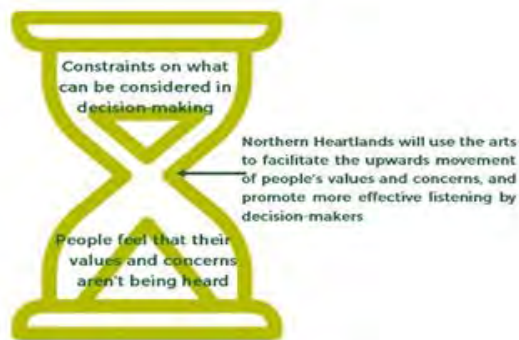 Constraints on what
can be considered in
decision-making
Northern Heartlands will use the arts
to facilitate the upwards movement
of people's values and concerns, and
promote more effective listening by
decision-makers
People feel that their
values and concerns
aren't being heard